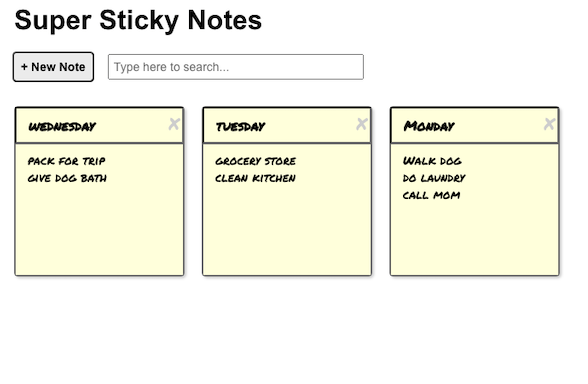 Super Sticky Notes
+ New Note
Type here to search...
WEDNESDAY
PACK FOR TRIP
GIVE DOG BATH
TUESDAY
GROCERY STORE
CLEAN KITCHEN
MONDAY
WALK DOG
DO LAUNDRY
CALL MOM